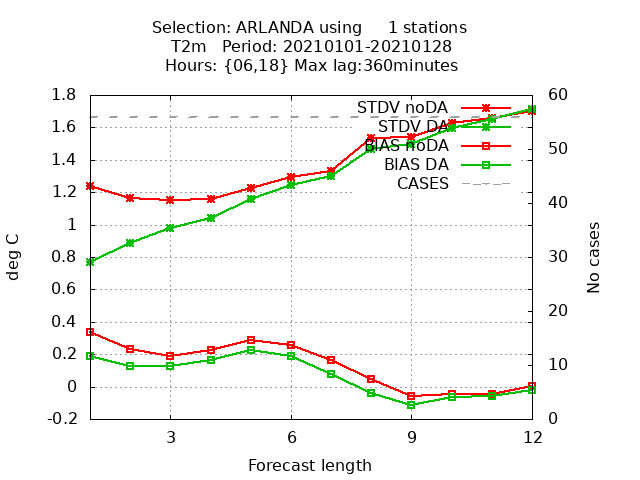 Selection: ARLANDA using     1 stations
T2m   Period: 20210101-20210128
Hours: {06,18} Max lag:360minutes
STDV noDA
STDV DA
BIAS noDA
BIAS DA
CASES
1.8
1.6
1.4
1.2
1
0.8
0.6
0.4
0.2
0
-0.2
deg C
60
50
40
30
20
10
0
No cases
3 6 9 12
Forecast length